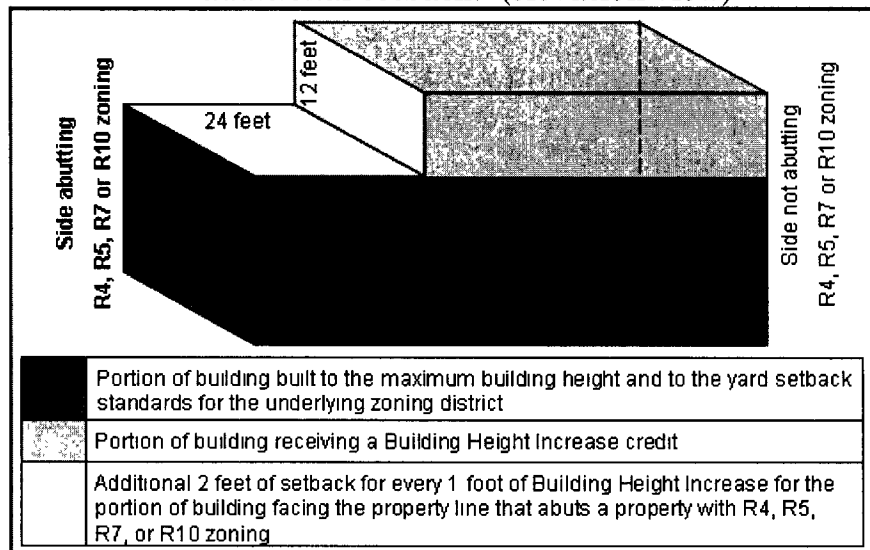 12 feet
24 feet
Side abutting
R4, R5, R7 or R10 zoning
Side not abutting
R4, R5, R7 or R10 zoning
Portion of building built to the maximum building height and to the yard setback
standards for the underlying zoning district
Portion of building receiving a Building Height Increase credit
Additional 2 feet of setback for every 1 foot of Building Height Increase for the
portion of building facing the property line that abuts a property with R4, R5,
R7, or R10 zoning